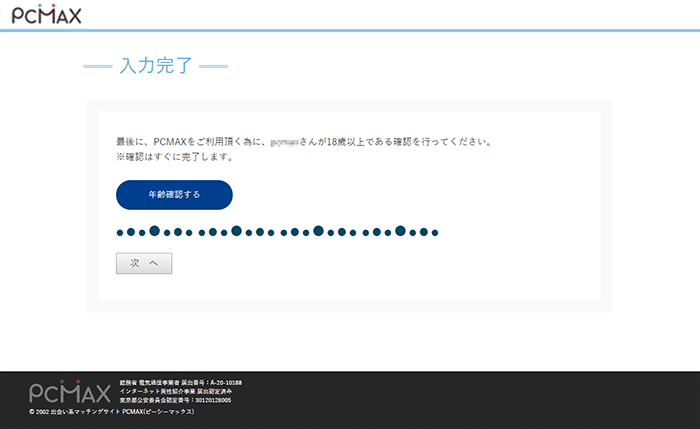 PCMAX
入力完了
最後に、PCMAXをご利用頂く為に、さんが18歳以上である確認を行ってください。
※確認はすぐに完了します。
年齢確認する
次　へ
PCMAX
総務省 電気通信事業者 届出番号：A-20-10188
インターネット異性紹介事業 届出認定済み
東京都公安委員会認定番号：30120128005
© 2002 出会い系マッチングサイト PCMAX(ピーシーマックス)